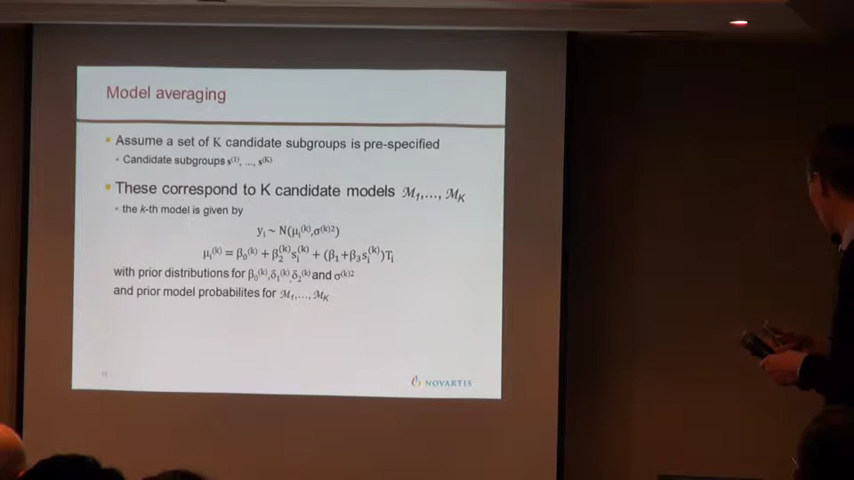 Model averaging
Assume a set of K candidate subgroups is pre-specified
Candidate subgroups s⁽¹⁾, ..., s⁽ᴷ⁾
These correspond to K candidate models ℳ₁,..., ℳ_K
the k-th model is given by
yᵢ ~ N(μᵢ⁽ᵏ⁾,σ⁽ᵏ⁾²)
μᵢ⁽ᵏ⁾ = β₀⁽ᵏ⁾ + β₂⁽ᵏ⁾sᵢ⁽ᵏ⁾ + (β₁+β₃sᵢ⁽ᵏ⁾)Tᵢ
with prior distributions for β₀⁽ᵏ⁾,δ₁⁽ᵏ⁾,δ₂⁽ᵏ⁾ and σ⁽ᵏ⁾²
and prior model probabilites for ℳ₁,..., ℳ_K
NOVARTIS